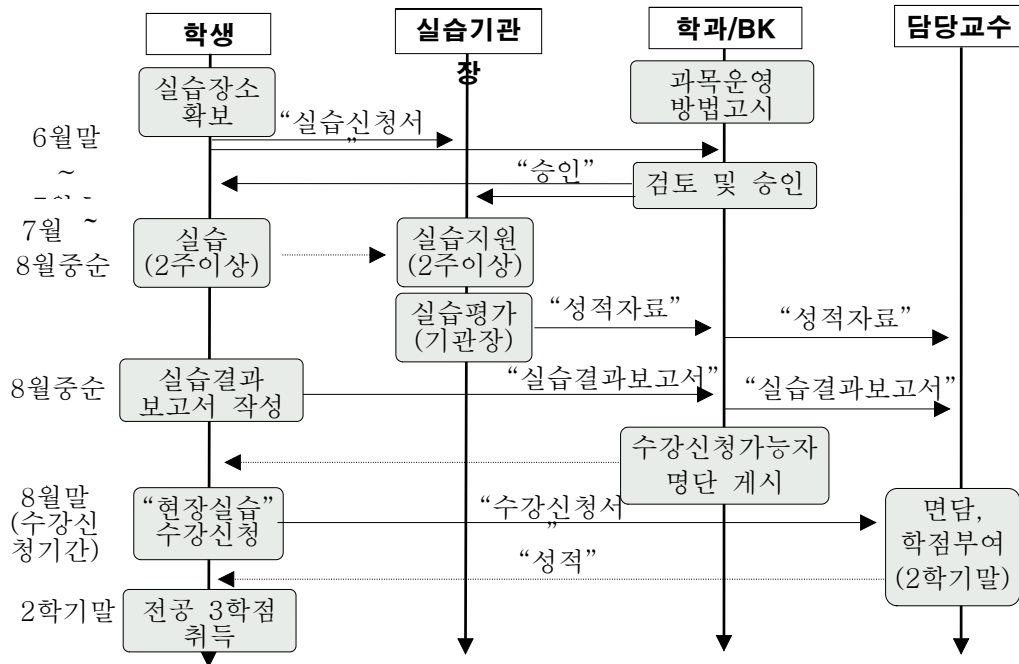 학생
실습기관
장
학과/BK
담당교수
실습장소
확보
과목운영
방법고시
6월말
~
“실습신청서
”
“승인”
검토 및 승인
7월 ~
8월중순
실습
(2주이상)
실습지원
(2주이상)
실습평가
(기관장)
“성적자료”
“성적자료”
8월중순
실습결과
보고서 작성
“실습결과보고서”
“실습결과보고서”
수강신청가능자
명단 게시
8월말
(수강신
청기간)
“현장실습”
수강신청
“수강신청서
”
면담,
학점부여
(2학기말)
“성적”
2학기말
전공 3학점
취득